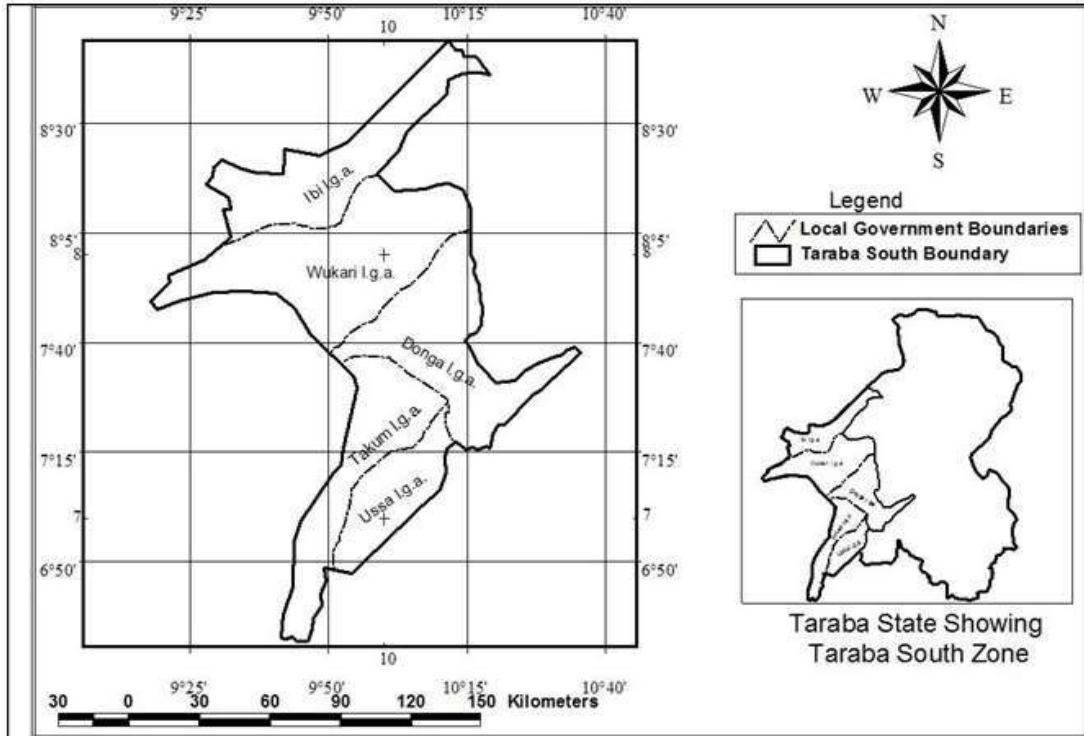 9°25' 9°50' 10°15' 10°40'
10
N
W E
S
8°30' 8°30'
Ibi l.g.a.
Legend
Local Government Boundaries
Taraba South Boundary
8°5' 8°5'
8 8
Wukari l.g.a.
7°40' 7°40'
Donga l.g.a.
Takum l.g.a.
7°15' 7°15'
Ussa l.g.a.
7 7
6°50' 6°50'
Taraba State Showing
Taraba South Zone
10
9°25' 9°50' 10°15' 10°40'
30 0 30 60 90 120 150 Kilometers